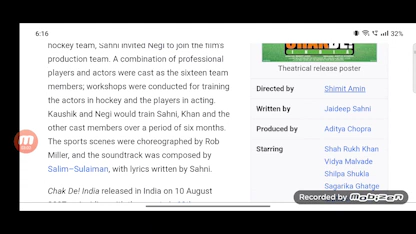 6:16
32%
hockey team, Sahni invited Negi to join the film's
production team. A combination of professional
players and actors were cast as the sixteen team
members; workshops were conducted for training
the actors in hockey and the players in acting.
Kaushik and Negi would train Sahni, Khan and the
other cast members over a period of six months.
The sports scenes were choreographed by Rob
Miller, and the soundtrack was composed by
Salim–Sulaiman, with lyrics written by Sahni.
Chak De! India released in India on 10 August
Theatrical release poster
Directed by Shimit Amin
Written by Jaideep Sahni
Produced by Aditya Chopra
Starring Shah Rukh Khan
Vidya Malvade
Shilpa Shukla
Sagarika Ghatge
Recorded by Mobizen